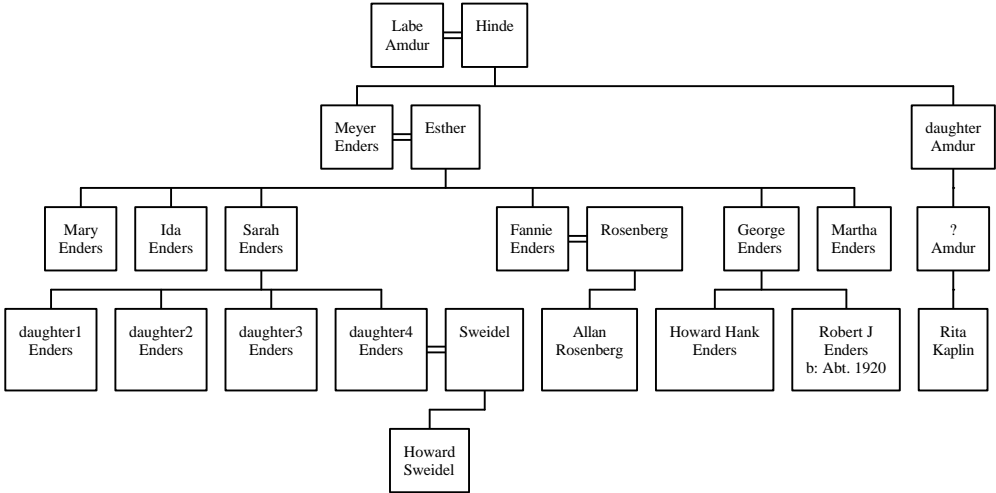 Labe
Amdur
Hinde
Meyer
Enders
Esther
daughter
Amdur
Mary
Enders
Ida
Enders
Sarah
Enders
Fannie
Enders
Rosenberg
George
Enders
Martha
Enders
?
Amdur
daughter1
Enders
daughter2
Enders
daughter3
Enders
daughter4
Enders
Sweidel
Allan
Rosenberg
Howard Hank
Enders
Robert J
Enders
b: Abt. 1920
Rita
Kaplin
Howard
Sweidel